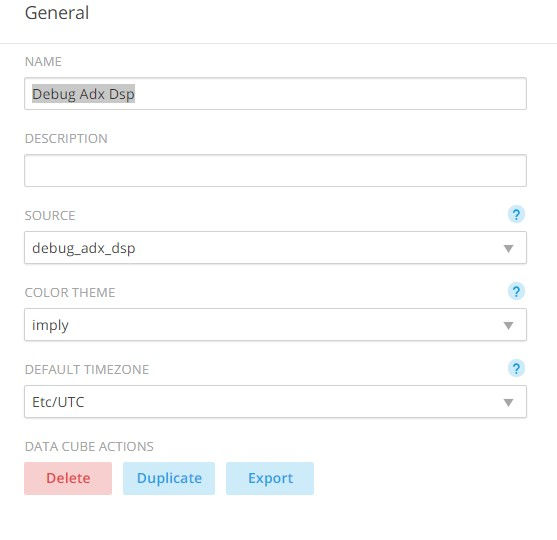 General
NAME
Debug Adx Dsp
DESCRIPTION
SOURCE
?
debug_adx_dsp
COLOR THEME
?
imply
DEFAULT TIMEZONE
?
Etc/UTC
DATA CUBE ACTIONS
Delete Duplicate Export